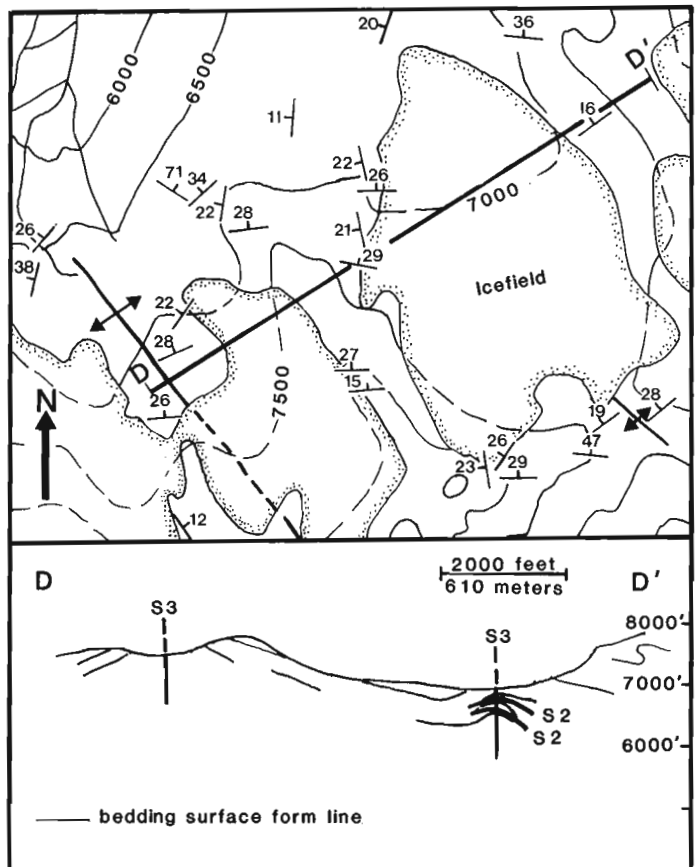 20
36
D'
6000
6500
16
11
22
26
71
34
22
28
7000
21
26
29
38
Icefield
22
28
D
27
15
7500
26
N
19
28
26
47
23
29
12
D
2000 feet
610 meters
D'
S3
8000'
S3
7000'
S2
S2
6000'
bedding surface form line